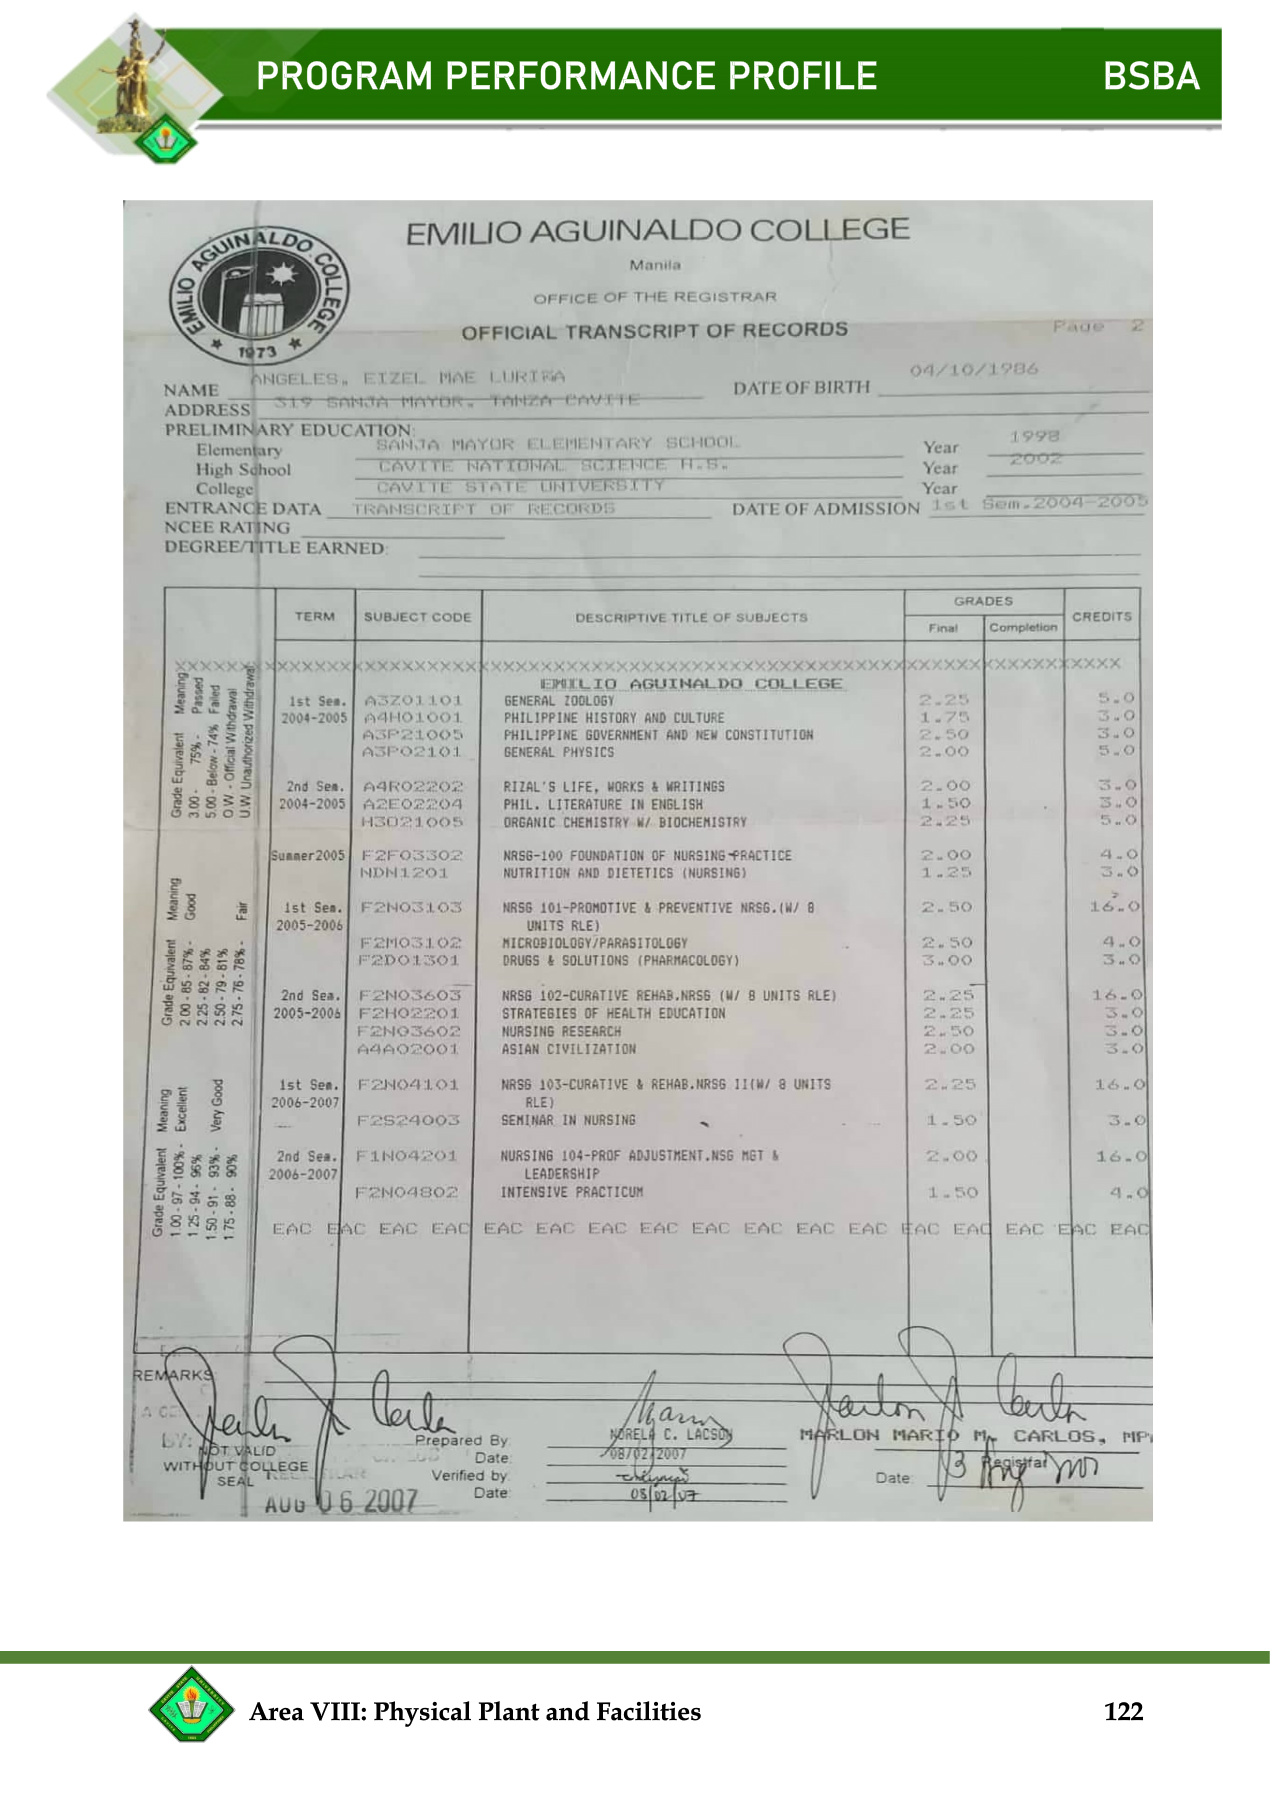 PROGRAM PERFORMANCE PROFILE BSBA
EMILIO AGUINALDO COLLEGE
EMILIO AGUINALDO COLLEGE
1973
Manila
OFFICE OF THE REGISTRAR
OFFICIAL TRANSCRIPT OF RECORDS
Page 2
NAME ANGELES, EIZEL MAE LURIÑA DATE OF BIRTH 04/10/1986
ADDRESS 319 SANJA MAYOR, TANZA CAVITE
PRELIMINARY EDUCATION:
Elementary SANJA MAYOR ELEMENTARY SCHOOL Year 1998
High School CAVITE NATIONAL SCIENCE H.S. Year 2002
College CAVITE STATE UNIVERSITY Year
ENTRANCE DATA TRANSCRIPT OF RECORDS DATE OF ADMISSION 1st Sem.2004-2005
NCEE RATING
DEGREE/TITLE EARNED:
TERM SUBJECT CODE DESCRIPTIVE TITLE OF SUBJECTS GRADES CREDITS
Final Completion
EMILIO AGUINALDO COLLEGE
1st Sem. A3Z01101 GENERAL ZOOLOGY 2.25 5.0
2004-2005 A4H01001 PHILIPPINE HISTORY AND CULTURE 1.75 3.0
A3P21005 PHILIPPINE GOVERNMENT AND NEW CONSTITUTION 2.50 3.0
A3P02101 GENERAL PHYSICS 2.00 5.0
2nd Sem. A4R02202 RIZAL'S LIFE, WORKS & WRITINGS 2.00 3.0
2004-2005 A2E02204 PHIL. LITERATURE IN ENGLISH 1.50 3.0
H3021005 ORGANIC CHEMISTRY W/ BIOCHEMISTRY 2.25 5.0
Summer2005 F2F03302 NRSG-100 FOUNDATION OF NURSING PRACTICE 2.00 4.0
NDN1201 NUTRITION AND DIETETICS (NURSING) 1.25 3.0
1st Sem. F2N03103 NRSG 101-PROMOTIVE & PREVENTIVE NRSG.(W/ 8 2.50 16.0
2005-2006 UNITS RLE)
F2M03102 MICROBIOLOGY/PARASITOLOGY 2.50 4.0
F2D01301 DRUGS & SOLUTIONS (PHARMACOLOGY) 3.00 3.0
2nd Sem. F2N03603 NRSG 102-CURATIVE REHAB.NRSG (W/ 8 UNITS RLE) 2.25 16.0
2005-2006 F2H02201 STRATEGIES OF HEALTH EDUCATION 2.25 3.0
F2N03602 NURSING RESEARCH 2.50 3.0
A4A02001 ASIAN CIVILIZATION 2.00 3.0
1st Sem. F2N04101 NRSG 103-CURATIVE & REHAB.NRSG II(W/ 8 UNITS 2.25 16.0
2006-2007 RLE)
F2S24003 SEMINAR IN NURSING 1.50 3.0
2nd Sem. F1N04201 NURSING 104-PROF ADJUSTMENT.NSG MGT & 2.00 16.0
2006-2007 LEADERSHIP
F2N04802 INTENSIVE PRACTICUM 1.50 4.0
EAC EAC EAC EAC EAC EAC EAC EAC EAC EAC EAC EAC EAC EAC EAC EAC EAC
Grade Equivalent Meaning
3.00 - 75% - Passed
5.00 - Below - 74% Failed
O.W. - Official Withdrawal
U.W. Unauthorized Withdrawal
Grade Equivalent Meaning
2.00 - 85 - 87% - Good
2.25 - 82 - 84%
2.50 - 79 - 81%
2.75 - 76 - 78% - Fair
Grade Equivalent Meaning
1.00 - 97 - 100% - Excellent
1.25 - 94 - 96%
1.50 - 91 - 93% - Very Good
1.75 - 88 - 90%
REMARKS
BY:
NOT VALID
WITHOUT COLLEGE
SEAL
AUG 06 2007
Prepared By: NORELA C. LACSON
Date: 08/02/2007
Verified by:
Date: 08/02/07
MARLON MARIO M. CARLOS, MP
Registrar
Date:
Area VIII: Physical Plant and Facilities 122